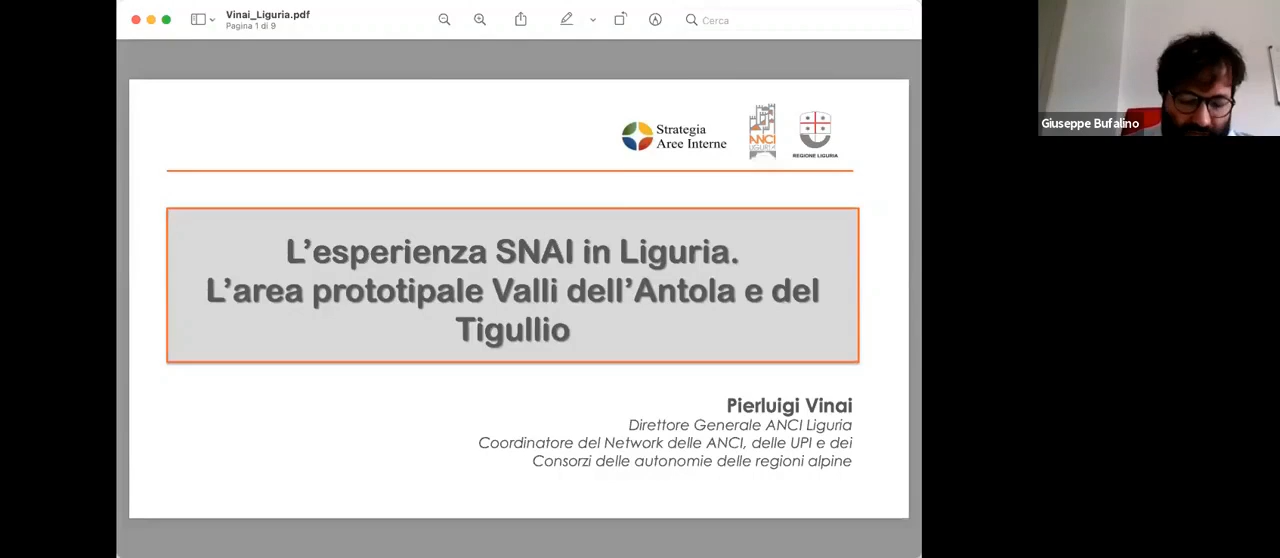 Vinai_Liguria.pdf
Pagina 1 di 9
Cerca
Giuseppe Bufalino
Strategia
Aree Interne
ANCI
LIGURIA
REGIONE LIGURIA
L'esperienza SNAI in Liguria.
L'area prototipale Valli dell'Antola e del
Tigullio
Pierluigi Vinai
Direttore Generale ANCI Liguria
Coordinatore del Network delle ANCI, delle UPI e dei
Consorzi delle autonomie delle regioni alpine